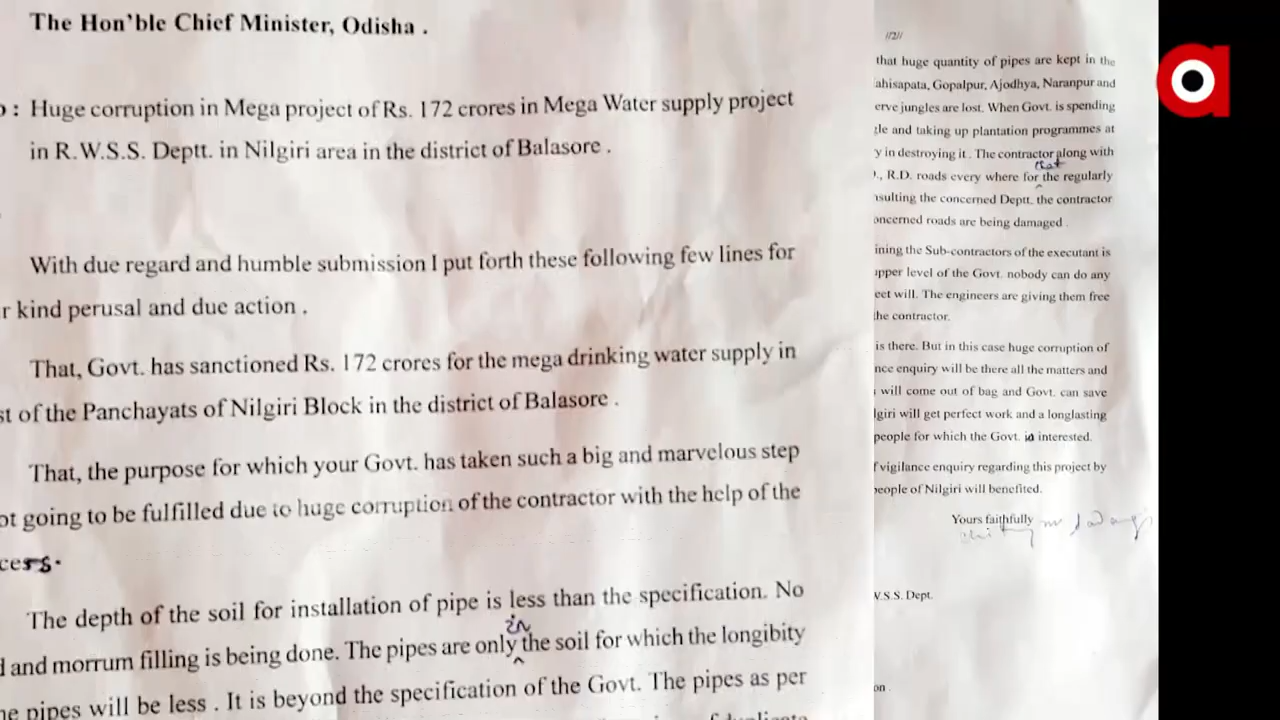 The Hon'ble Chief Minister, Odisha .
: Huge corruption in Mega project of Rs. 172 crores in Mega Water supply project
in R.W.S.S. Deptt. in Nilgiri area in the district of Balasore .
With due regard and humble submission I put forth these following few lines for
r kind perusal and due action .
That, Govt. has sanctioned Rs. 172 crores for the mega drinking water supply in
st of the Panchayats of Nilgiri Block in the district of Balasore .
That, the purpose for which your Govt. has taken such a big and marvelous step
ot going to be fulfilled due to huge corruption of the contractor with the help of the
cers.
The depth of the soil for installation of pipe is less than the specification. No
d and morrum filling is being done. The pipes are only in the soil for which the longibity
he pipes will be less . It is beyond the specification of the Govt. The pipes as per
//2//
that huge quantity of pipes are kept in the
ahisapata, Gopalpur, Ajodhya, Naranpur and
erve jungles are lost. When Govt. is spending
gle and taking up plantation programmes at
y in destroying it . The contractor along with
., R.D. roads every where for that the regularly
nsulting the concerned Deptt. the contractor
oncerned roads are being damaged .
ining the Sub-contractors of the executant is
upper level of the Govt. nobody can do any
eet will. The engineers are giving them free
the contractor.
is there. But in this case huge corruption of
nce enquiry will be there all the matters and
will come out of bag and Govt. can save
lgiri will get perfect work and a longlasting
people for which the Govt. is interested.
f vigilance enquiry regarding this project by
people of Nilgiri will benefited.
Yours faithfully
V.S.S. Dept.
on .